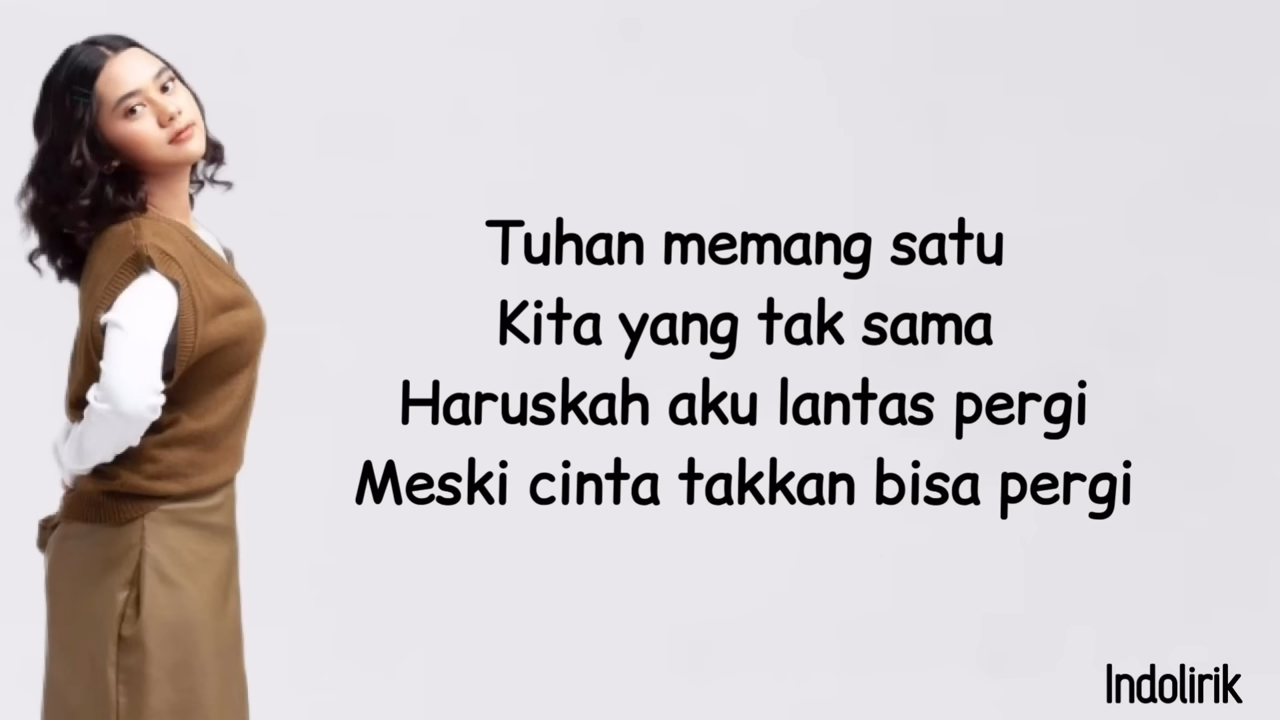 Tuhan memang satu
Kita yang tak sama
Haruskah aku lantas pergi
Meski cinta takkan bisa pergi
Indolirik